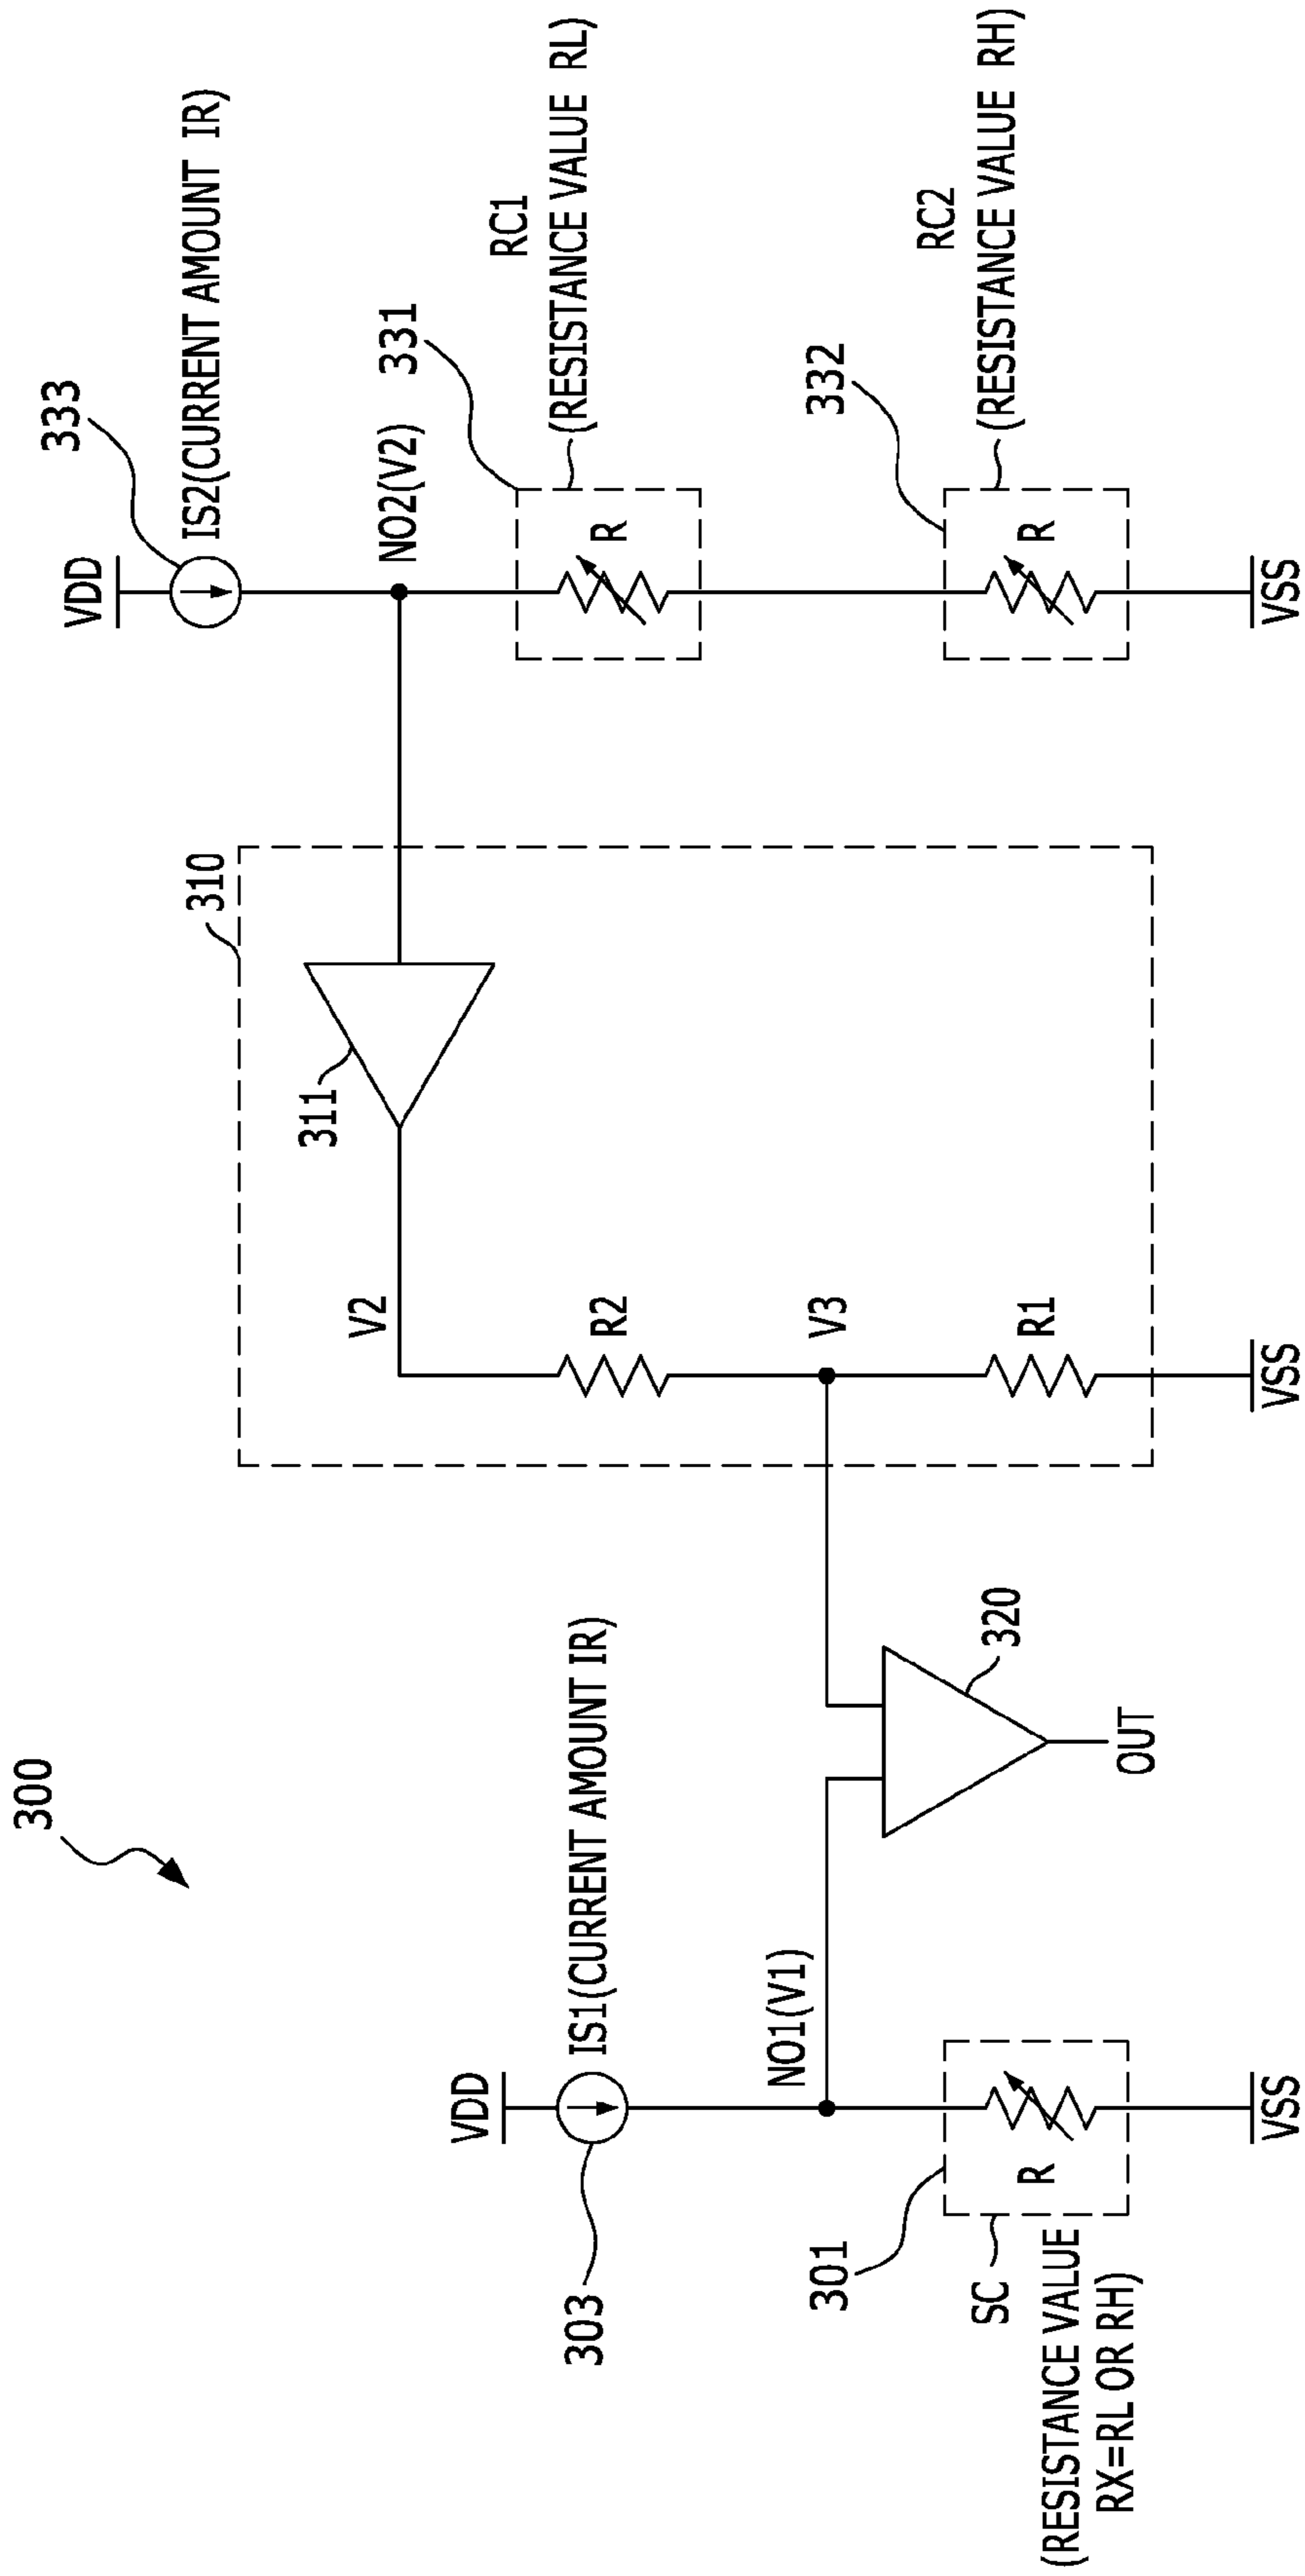 300
VDD
333
IS2(CURRENT AMOUNT IR)
310
NO2(V2)
311
V2
331
RC1
(RESISTANCE VALUE RL)
R
VDD
IS1(CURRENT AMOUNT IR)
303
R2
NO1(V1)
V3
332
RC2
(RESISTANCE VALUE RH)
R
301
SC
(RESISTANCE VALUE
RX=RL OR RH)
R
320
R1
OUT
VSS
VSS
VSS